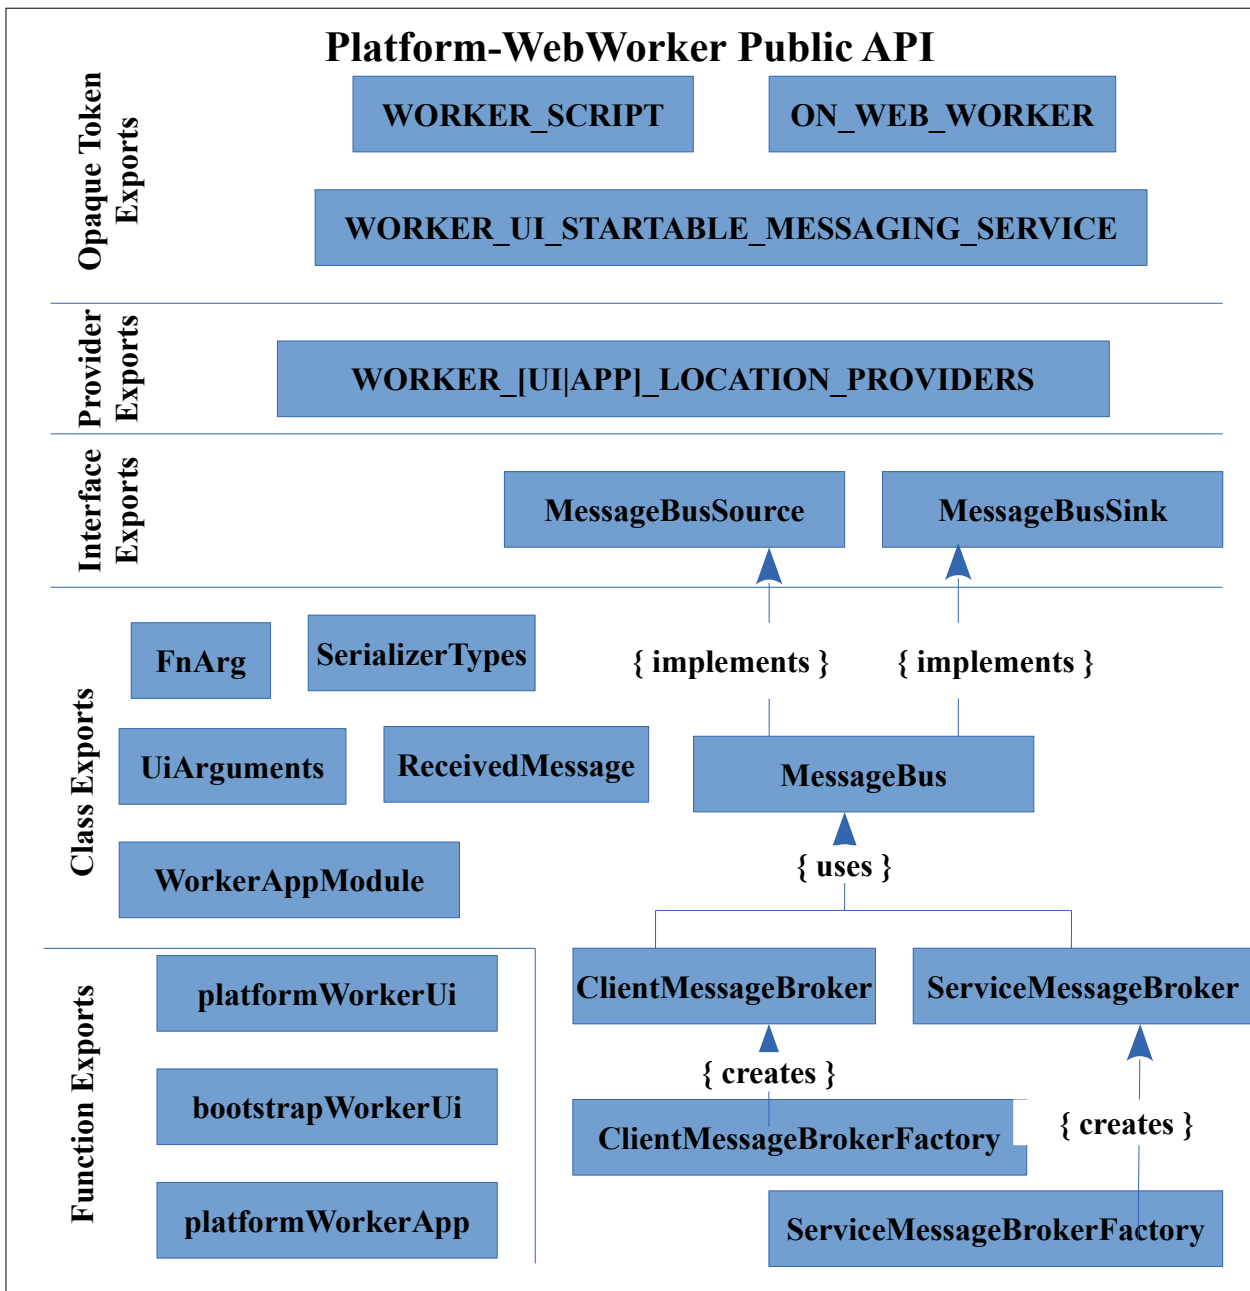 Platform-WebWorker Public API
Opaque Token
Exports
WORKER_SCRIPT
ON_WEB_WORKER
WORKER_UI_STARTABLE_MESSAGING_SERVICE
Provider
Exports
WORKER_[UI|APP]_LOCATION_PROVIDERS
Interface
Exports
MessageBusSource
MessageBusSink
Class Exports
FnArg
SerializerTypes
{ implements }
{ implements }
UiArguments
ReceivedMessage
MessageBus
WorkerAppModule
{ uses }
Function Exports
platformWorkerUi
ClientMessageBroker
ServiceMessageBroker
{ creates }
bootstrapWorkerUi
ClientMessageBrokerFactory
{ creates }
platformWorkerApp
ServiceMessageBrokerFactory